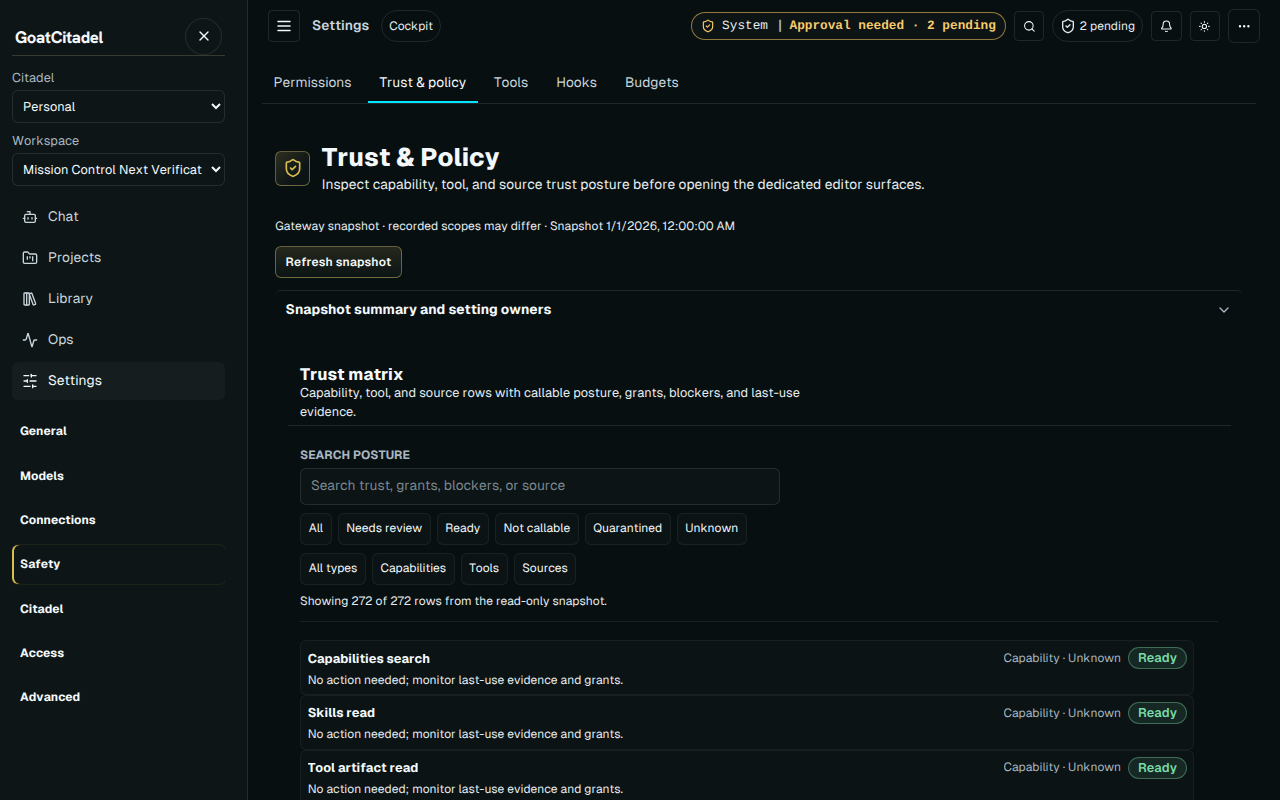 GoatCitadel
Citadel
Personal
Workspace
Mission Control Next Verificat
Chat
Projects
Library
Ops
Settings
General
Models
Connections
Safety
Citadel
Access
Advanced
Settings
Cockpit
System | Approval needed · 2 pending
2 pending
Permissions
Trust & policy
Tools
Hooks
Budgets
Trust & Policy
Inspect capability, tool, and source trust posture before opening the dedicated editor surfaces.
Gateway snapshot · recorded scopes may differ · Snapshot 1/1/2026, 12:00:00 AM
Refresh snapshot
Snapshot summary and setting owners
Trust matrix
Capability, tool, and source rows with callable posture, grants, blockers, and last-use
evidence.
SEARCH POSTURE
Search trust, grants, blockers, or source
All
Needs review
Ready
Not callable
Quarantined
Unknown
All types
Capabilities
Tools
Sources
Showing 272 of 272 rows from the read-only snapshot.
Capabilities search
Capability · Unknown
Ready
No action needed; monitor last-use evidence and grants.
Skills read
Capability · Unknown
Ready
No action needed; monitor last-use evidence and grants.
Tool artifact read
Capability · Unknown
Ready
No action needed; monitor last-use evidence and grants.